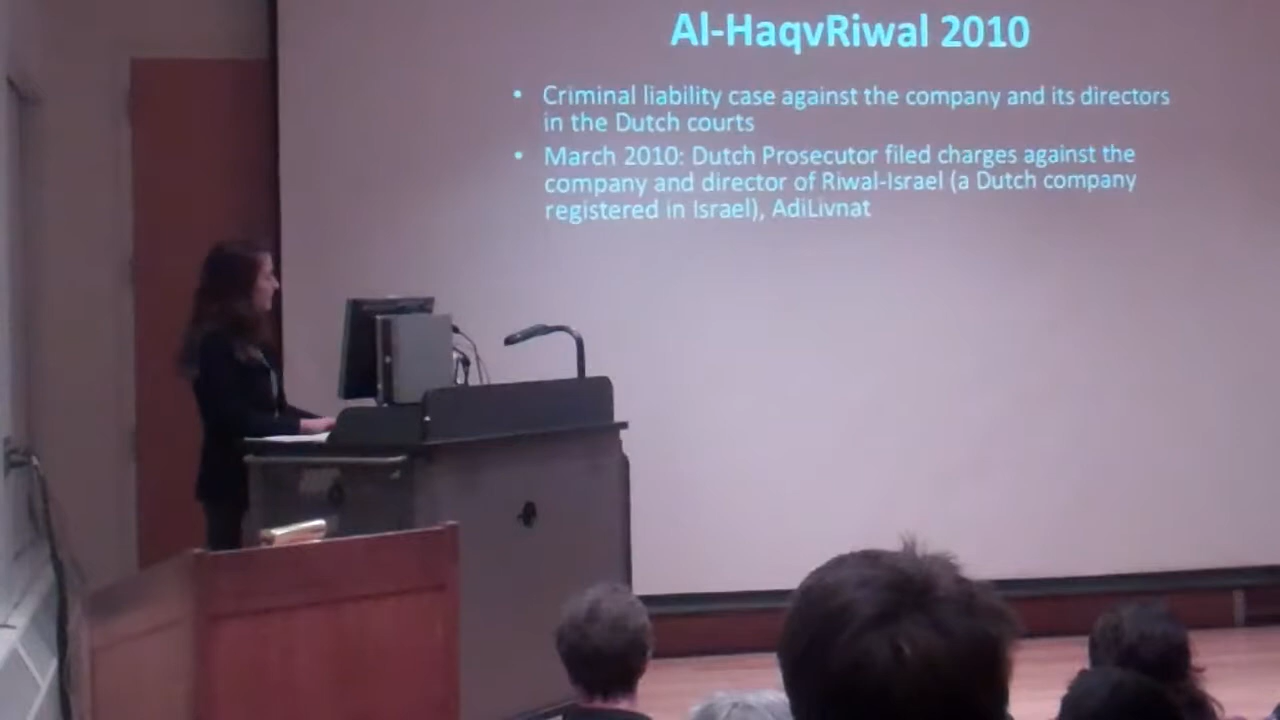 Al-HaqvRiwal 2010
• Criminal liability case against the company and its directors
in the Dutch courts
• March 2010: Dutch Prosecutor filed charges against the
company and director of Riwal-Israel (a Dutch company
registered in Israel), AdiLivnat